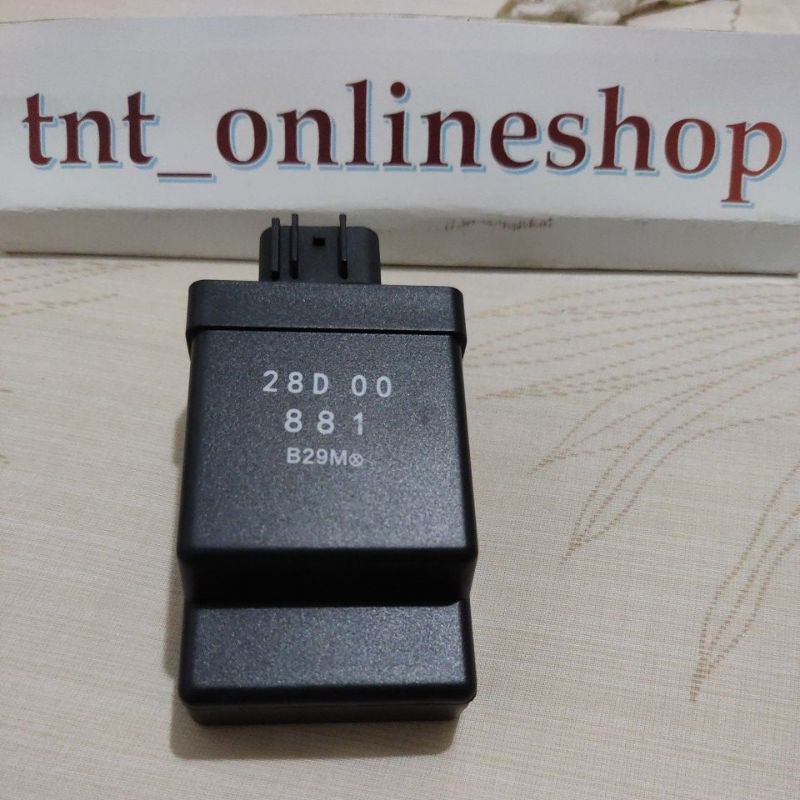 tnt_onlineshop
28D 00
881
B29M⊗